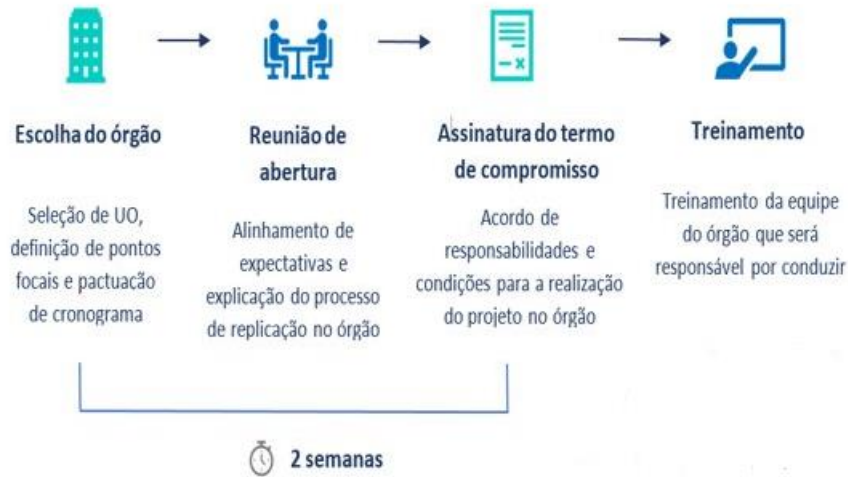 Escolha do órgão
Seleção de UO,
definição de pontos
focais e pactuação
de cronograma
Reunião de
abertura
Alinhamento de
expectativas e
explicação do processo
de replicação no órgão
Assinatura do termo
de compromisso
Acordo de
responsabilidades e
condições para a realização
do projeto no órgão
Treinamento
Treinamento da equipe
do órgão que será
responsável por conduzir
2 semanas